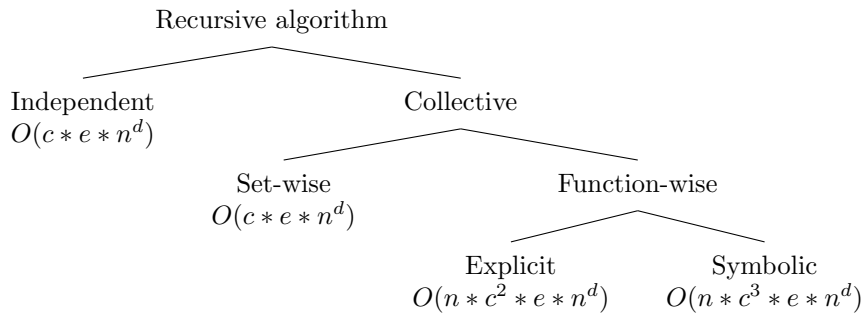 Recursive algorithm
Independent
O(c ∗ e ∗ n^d)
Collective
Set-wise
O(c ∗ e ∗ n^d)
Function-wise
Explicit
O(n ∗ c^2 ∗ e ∗ n^d)
Symbolic
O(n ∗ c^3 ∗ e ∗ n^d)